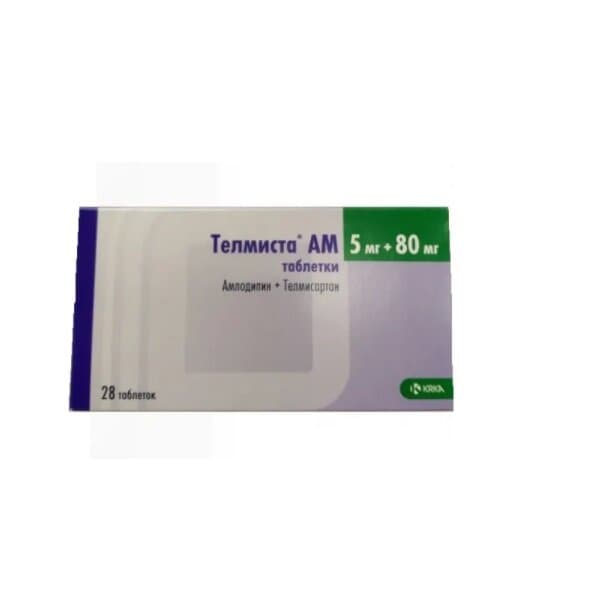 Телмиста® АМ 5 мг + 80 мг
таблетки
Амлодипин + Телмисартан
28 таблеток
KRKA